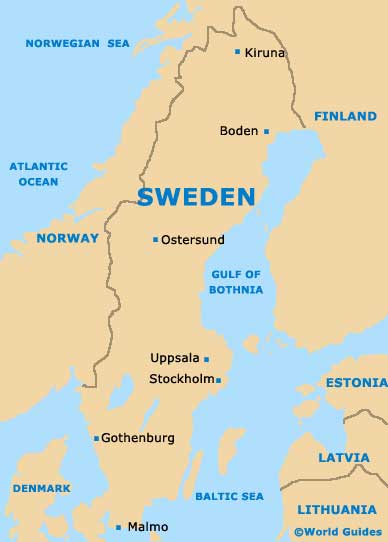 NORWEGIAN SEA
Kiruna
FINLAND
Boden
ATLANTIC
OCEAN
SWEDEN
NORWAY
Ostersund
GULF OF
BOTHNIA
Uppsala
Stockholm
ESTONIA
Gothenburg
LATVIA
DENMARK
BALTIC SEA
LITHUANIA
Malmo
©World Guides